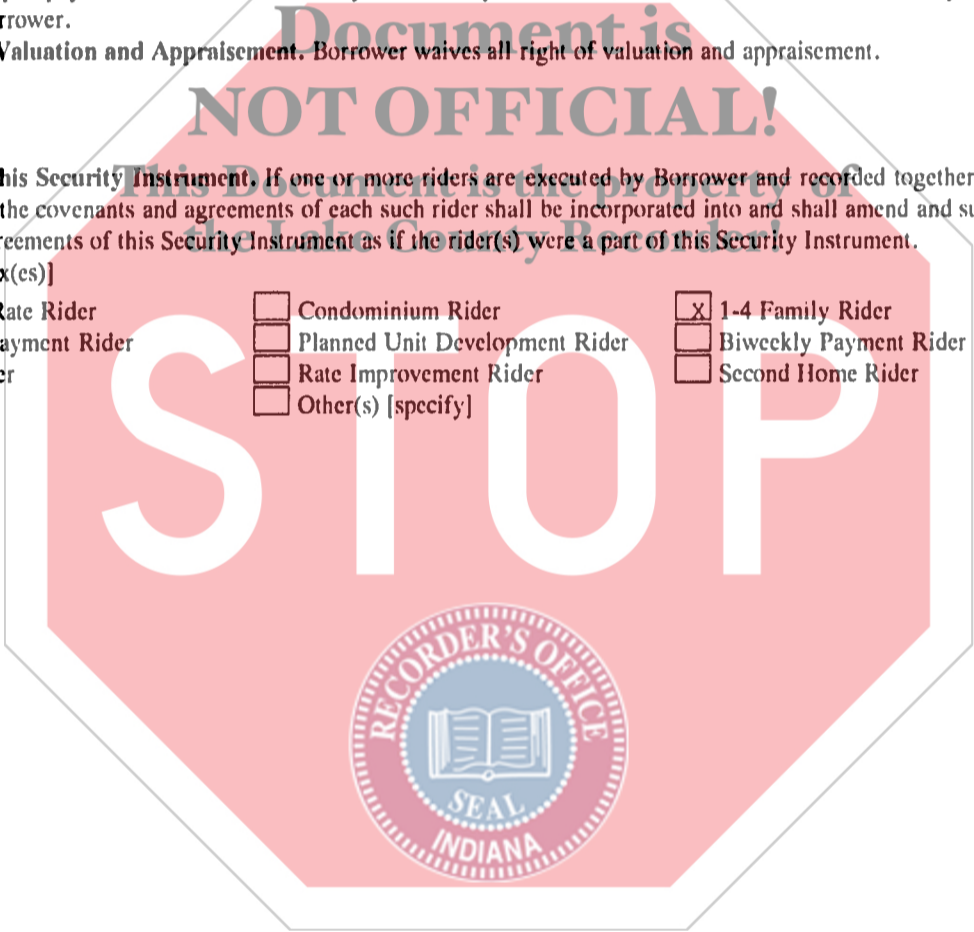 rrower.
Valuation and Appraisement. Borrower waives all right of valuation and appraisement.
Document is
NOT OFFICIAL!
This Document is the property of
the Lake County Recorder!
his Security Instrument. If one or more riders are executed by Borrower and recorded together
the covenants and agreements of each such rider shall be incorporated into and shall amend and su
reements of this Security Instrument as if the rider(s) were a part of this Security Instrument.
x(es)]
Rate Rider Condominium Rider x 1-4 Family Rider
ayment Rider Planned Unit Development Rider Biweekly Payment Rider
er Rate Improvement Rider Second Home Rider
Other(s) [specify]
STOP
RECORDER'S OFFICE
SEAL
INDIANA